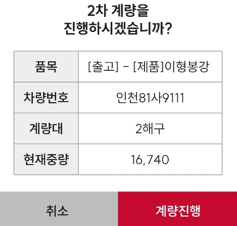 2차 계량을
진행하시겠습니까?
품목 [출고] - [제품]이형봉강
차량번호 인천81사9111
계량대 2해구
현재중량 16,740
취소 계량진행